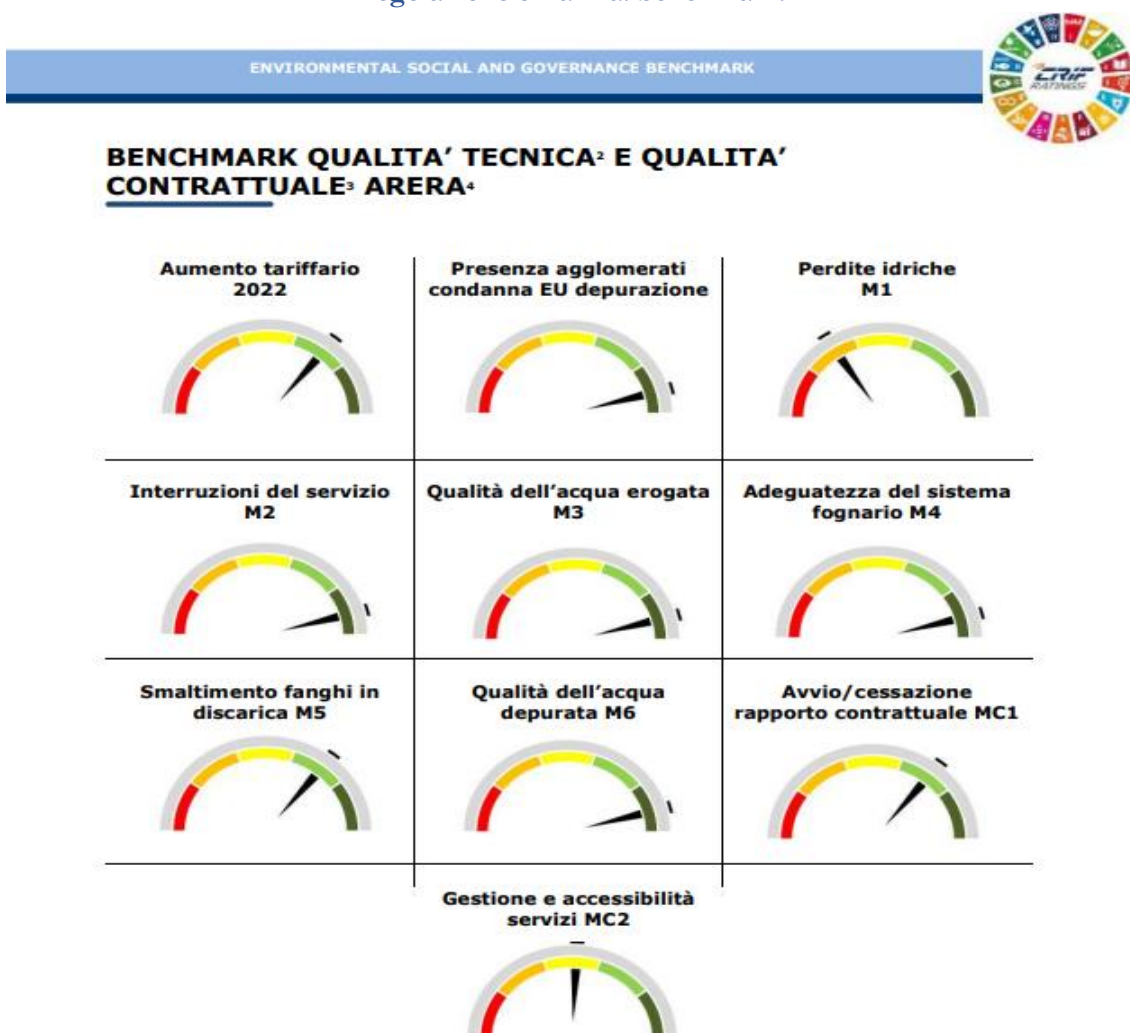 ENVIRONMENTAL SOCIAL AND GOVERNANCE BENCHMARK
CRIF
RATINGS
BENCHMARK QUALITA’ TECNICA² E QUALITA’
CONTRATTUALE³ ARERA⁴
Aumento tariffario
2022
Presenza agglomerati
condanna EU depurazione
Perdite idriche
M1
Interruzioni del servizio
M2
Qualità dell’acqua erogata
M3
Adeguatezza del sistema
fognario M4
Smaltimento fanghi in
discarica M5
Qualità dell’acqua
depurata M6
Avvio/cessazione
rapporto contrattuale MC1
Gestione e accessibilità
servizi MC2